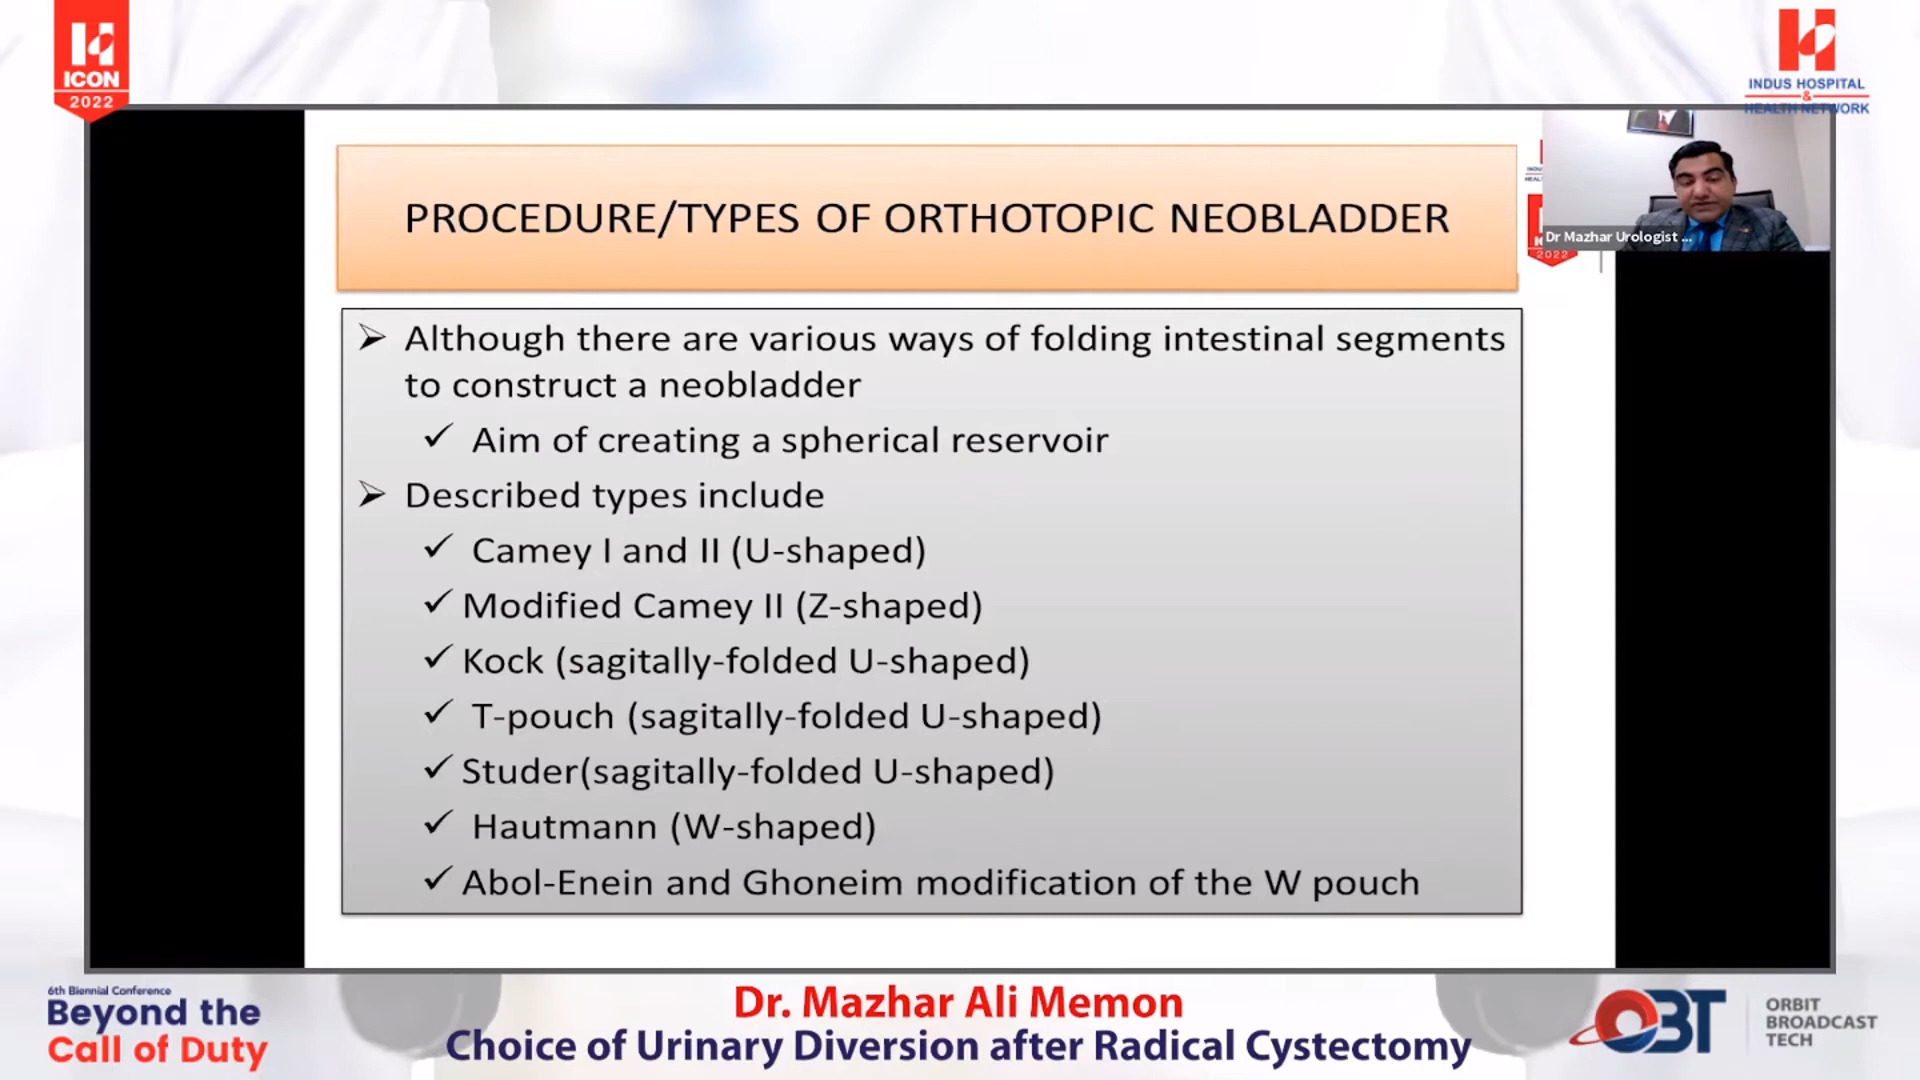 ICON
2022
INDUS HOSPITAL
&
HEALTH NETWORK
PROCEDURE/TYPES OF ORTHOTOPIC NEOBLADDER
Dr Mazhar Urologist ...
2022
Although there are various ways of folding intestinal segments
to construct a neobladder
Aim of creating a spherical reservoir
Described types include
Camey I and II (U-shaped)
Modified Camey II (Z-shaped)
Kock (sagitally-folded U-shaped)
T-pouch (sagitally-folded U-shaped)
Studer(sagitally-folded U-shaped)
Hautmann (W-shaped)
Abol-Enein and Ghoneim modification of the W pouch
6th Biennial Conference
Beyond the
Call of Duty
Dr. Mazhar Ali Memon
Choice of Urinary Diversion after Radical Cystectomy
OBT
ORBIT
BROADCAST
TECH